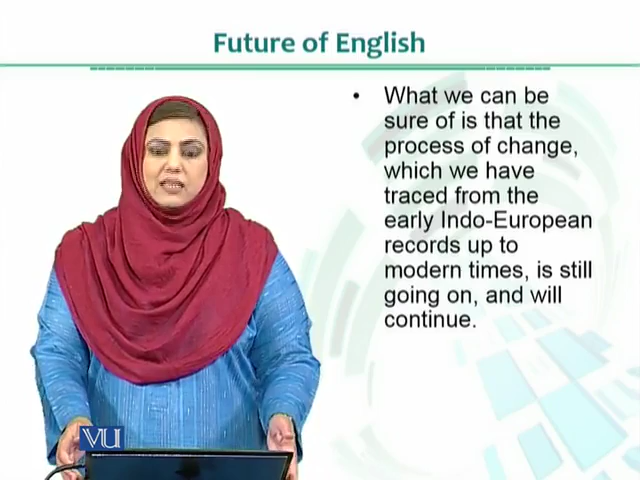 Future of English
• What we can be
sure of is that the
process of change,
which we have
traced from the
early Indo-European
records up to
modern times, is still
going on, and will
continue.
VU